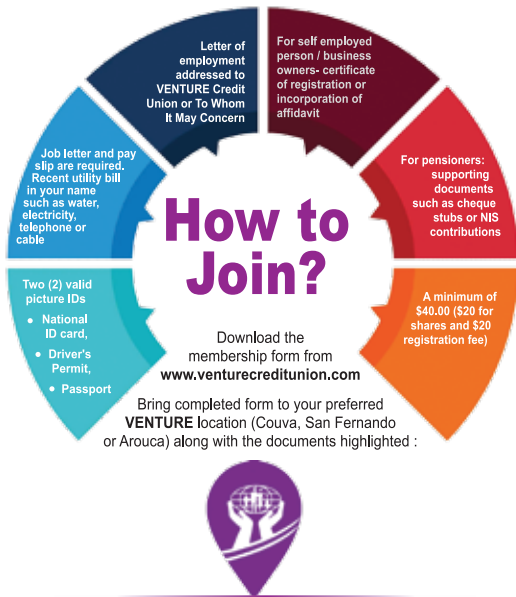 Letter of
employment
addressed to
VENTURE Credit
Union or To Whom
It May Concern
For self employed
person / business
owners- certificate
of registration or
incorporation of
affidavit
Job letter and pay
slip are required.
Recent utility bill
in your name
such as water,
electricity,
telephone or
cable
For pensioners:
supporting
documents
such as cheque
stubs or NIS
contributions
Two (2) valid
picture IDs
• National
ID card,
• Driver's
Permit,
• Passport
A minimum of
$40.00 ($20 for
shares and $20
registration fee)
How to
Join?
Download the
membership form from
www.venturecreditunion.com
Bring completed form to your preferred
VENTURE location (Couva, San Fernando
or Arouca) along with the documents highlighted :